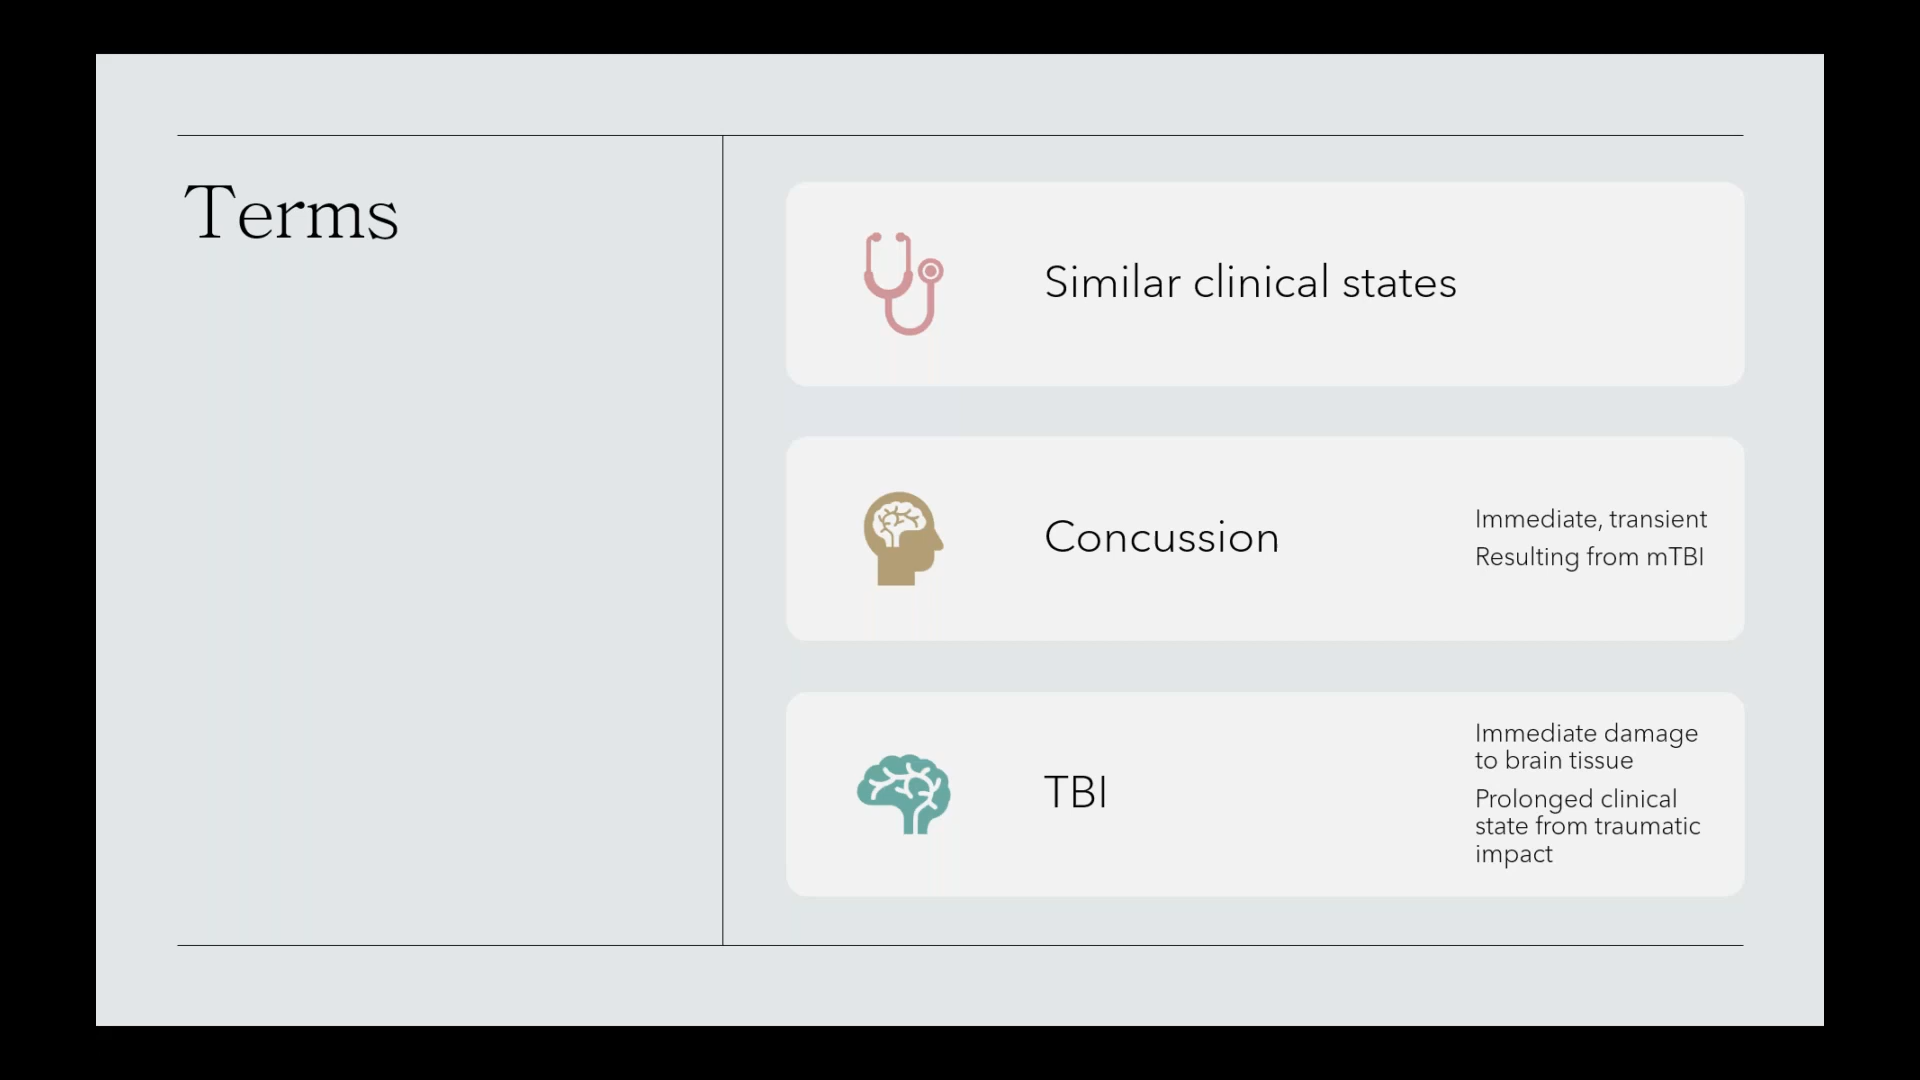 Terms
Similar clinical states
Concussion
Immediate, transient
Resulting from mTBI
TBI
Immediate damage
to brain tissue
Prolonged clinical
state from traumatic
impact